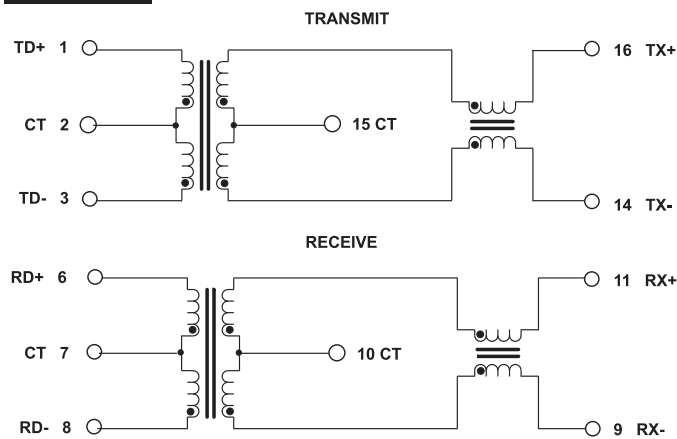 TRANSMIT
TD+ 1
16 TX+
CT 2
15 CT
TD- 3
14 TX-
RECEIVE
RD+ 6
11 RX+
CT 7
10 CT
RD- 8
9 RX-